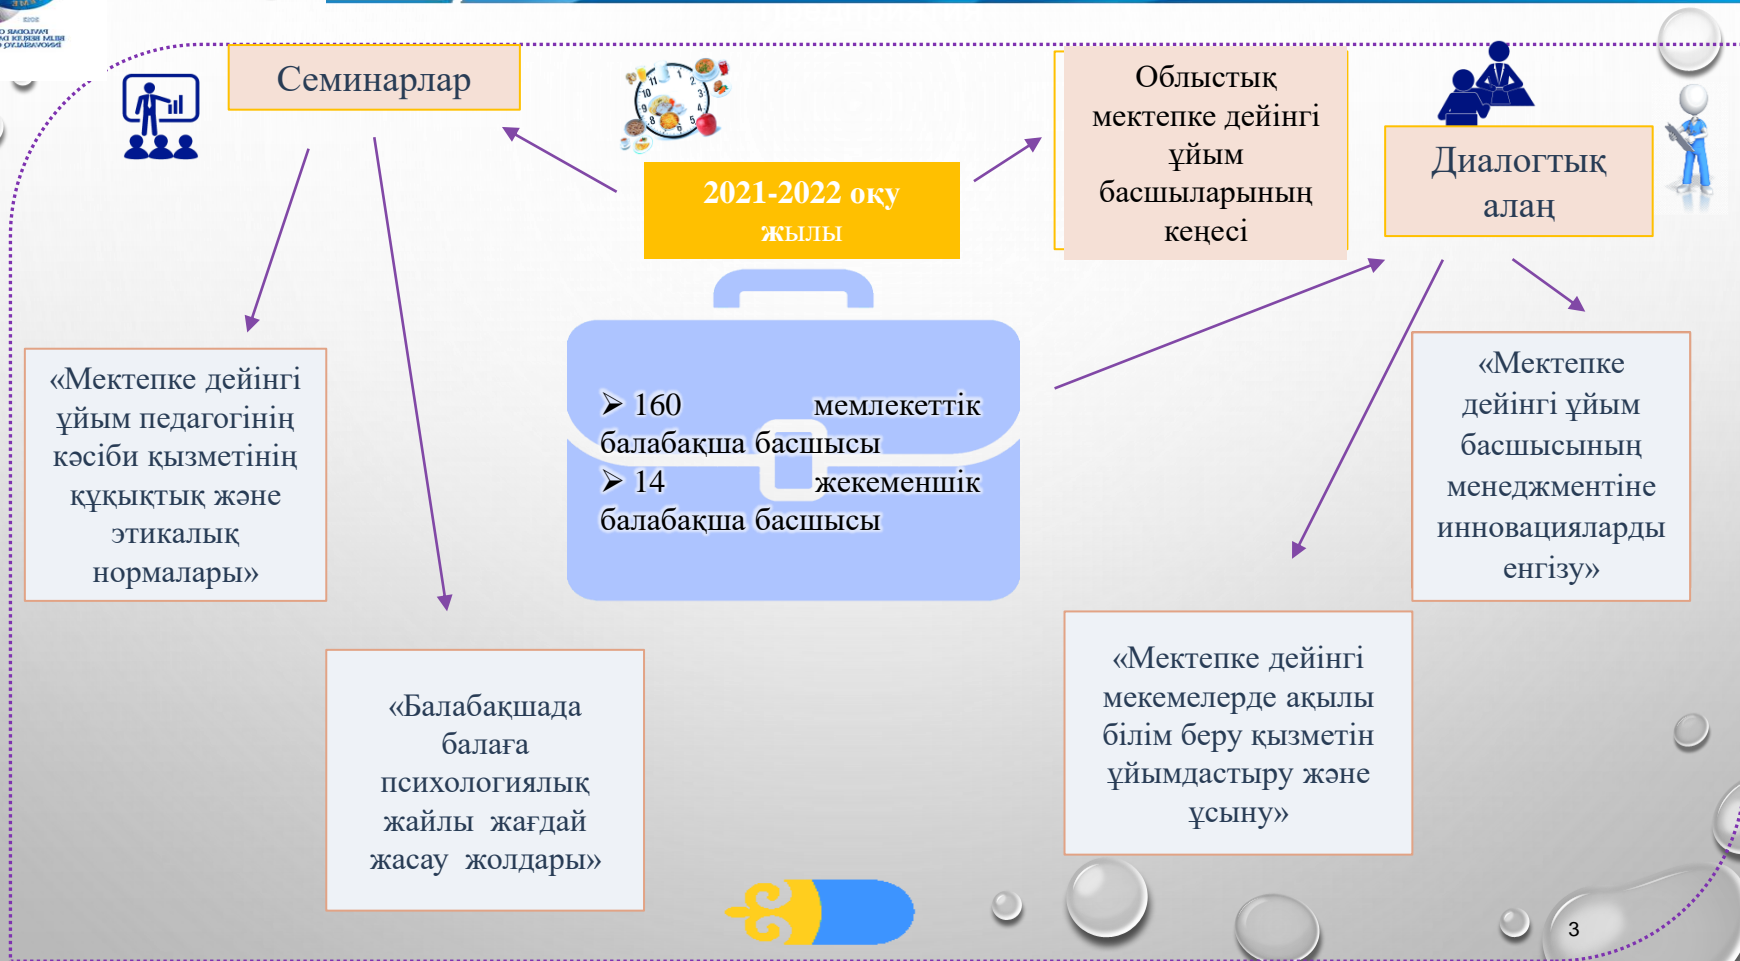 Семинарлар
2021-2022 оқу
жылы
Облыстық
мектепке дейінгі
ұйым
басшыларының
кеңесі
Диалогтық
алаң
«Мектепке дейінгі
ұйым педагогінің
кәсіби қызметінің
құқықтық және
этикалық
нормалары»
➢ 160 мемлекеттік
балабақша басшысы
➢ 14 жекеменшік
балабақша басшысы
«Мектепке
дейінгі ұйым
басшысының
менеджментіне
инновацияларды
енгізу»
«Балабақшада
балаға
психологиялық
жайлы жағдай
жасау жолдары»
«Мектепке дейінгі
мекемелерде ақылы
білім беру қызметін
ұйымдастыру және
ұсыну»
3